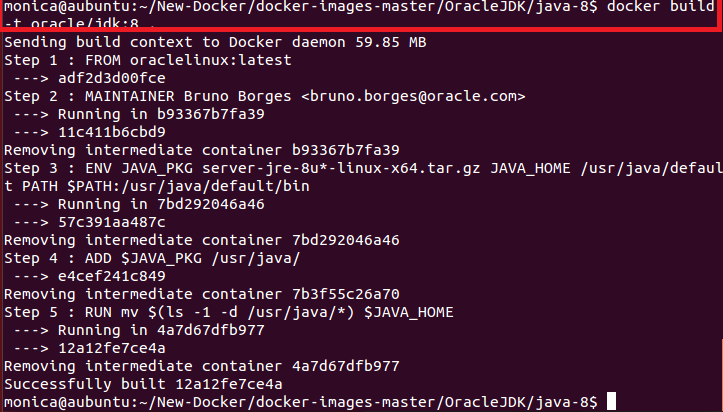 monica@aubuntu:~/New-Docker/docker-images-master/OracleJDK/java-8$ docker build
-t oracle/jdk:8 .
Sending build context to Docker daemon 59.85 MB
Step 1 : FROM oraclelinux:latest
 ---> adf2d3d00fce
Step 2 : MAINTAINER Bruno Borges <bruno.borges@oracle.com>
 ---> Running in b93367b7fa39
 ---> 11c411b6cbd9
Removing intermediate container b93367b7fa39
Step 3 : ENV JAVA_PKG server-jre-8u*-linux-x64.tar.gz JAVA_HOME /usr/java/defaul
t PATH $PATH:/usr/java/default/bin
 ---> Running in 7bd292046a46
 ---> 57c391aa487c
Removing intermediate container 7bd292046a46
Step 4 : ADD $JAVA_PKG /usr/java/
 ---> e4cef241c849
Removing intermediate container 7b3f55c26a70
Step 5 : RUN mv $(ls -1 -d /usr/java/*) $JAVA_HOME
 ---> Running in 4a7d67dfb977
 ---> 12a12fe7ce4a
Removing intermediate container 4a7d67dfb977
Successfully built 12a12fe7ce4a
monica@aubuntu:~/New-Docker/docker-images-master/OracleJDK/java-8$